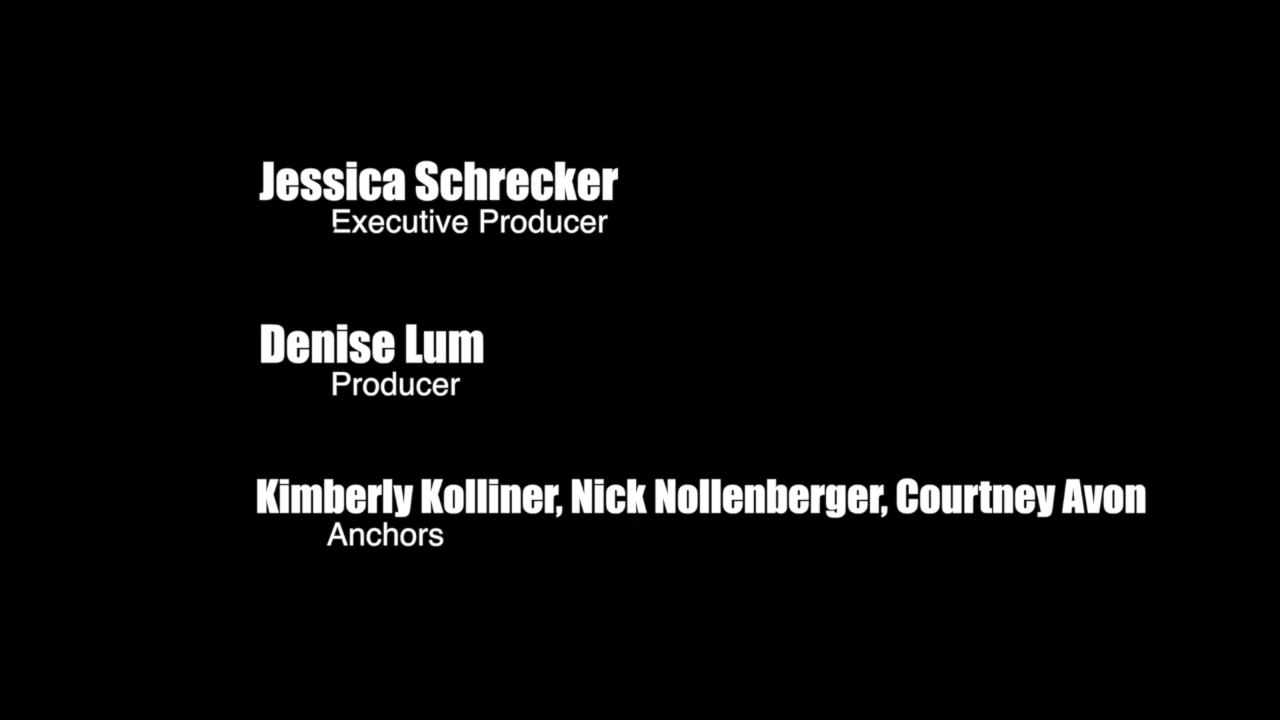 Jessica Schrecker
Executive Producer
Denise Lum
Producer
Kimberly Kolliner, Nick Nollenberger, Courtney Avon
Anchors